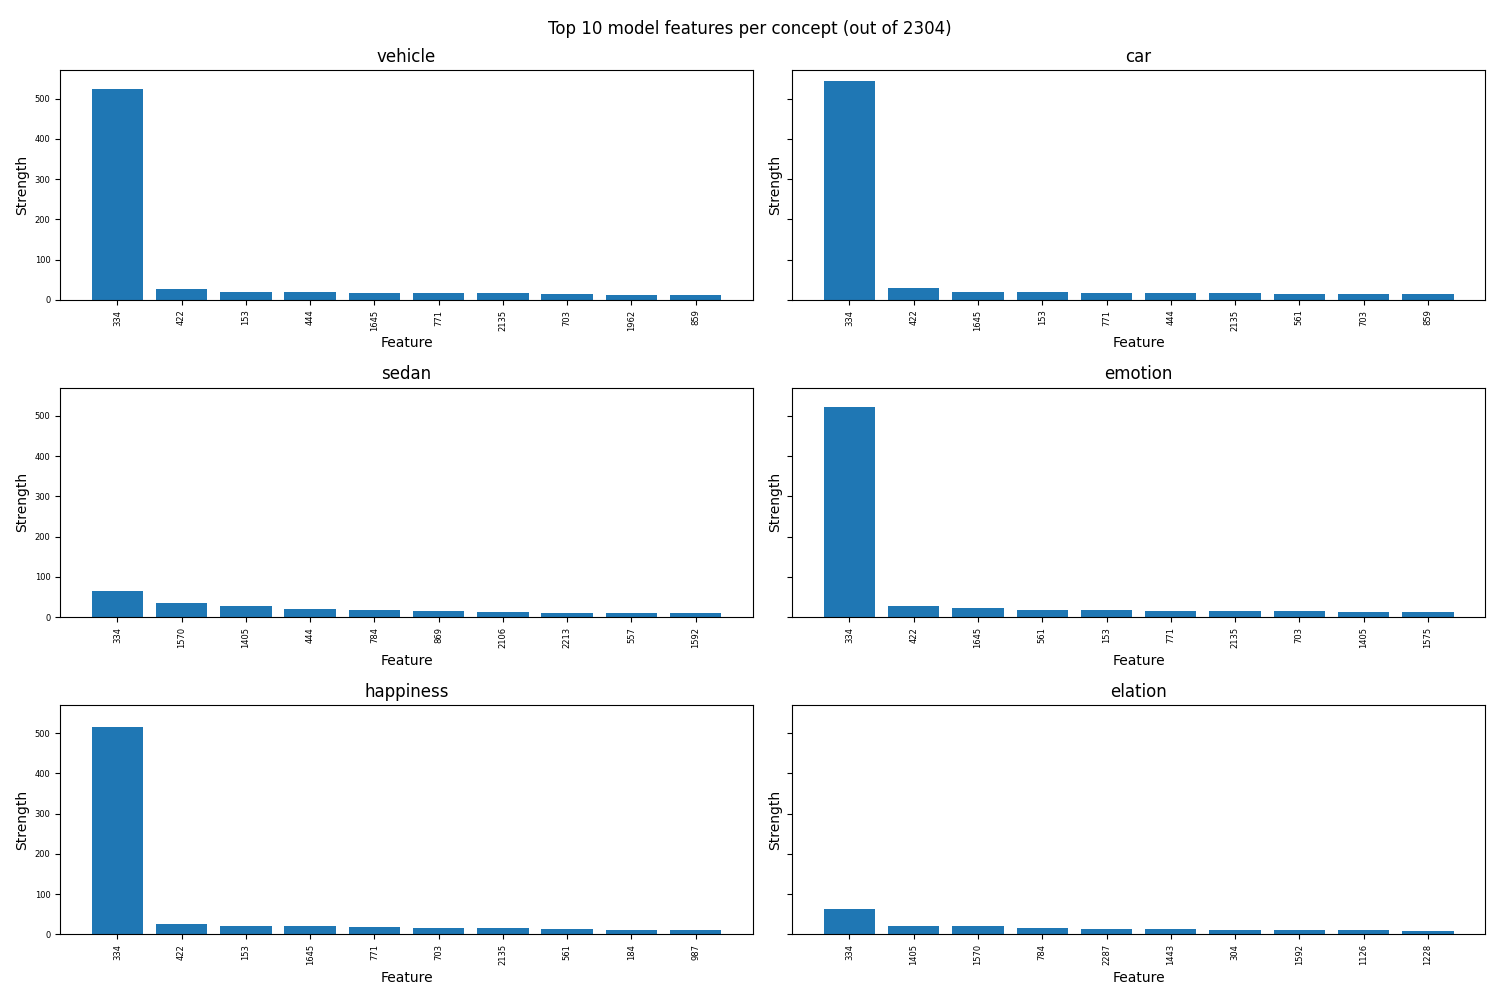 Top 10 model features per concept (out of 2304)
vehicle
Strength
500
400
300
200
100
0
334 422 153 444 1645 771 2135 703 1962 859
Feature
car
Strength
334 422 1645 153 771 444 2135 561 703 859
Feature
sedan
Strength
500
400
300
200
100
0
334 1570 1405 444 784 869 2106 2213 557 1592
Feature
emotion
Strength
334 422 1645 561 153 771 2135 703 1405 1575
Feature
happiness
Strength
500
400
300
200
100
0
334 422 153 1645 771 703 2135 561 184 987
Feature
elation
Strength
334 1405 1570 784 2287 1443 304 1592 1126 1228
Feature